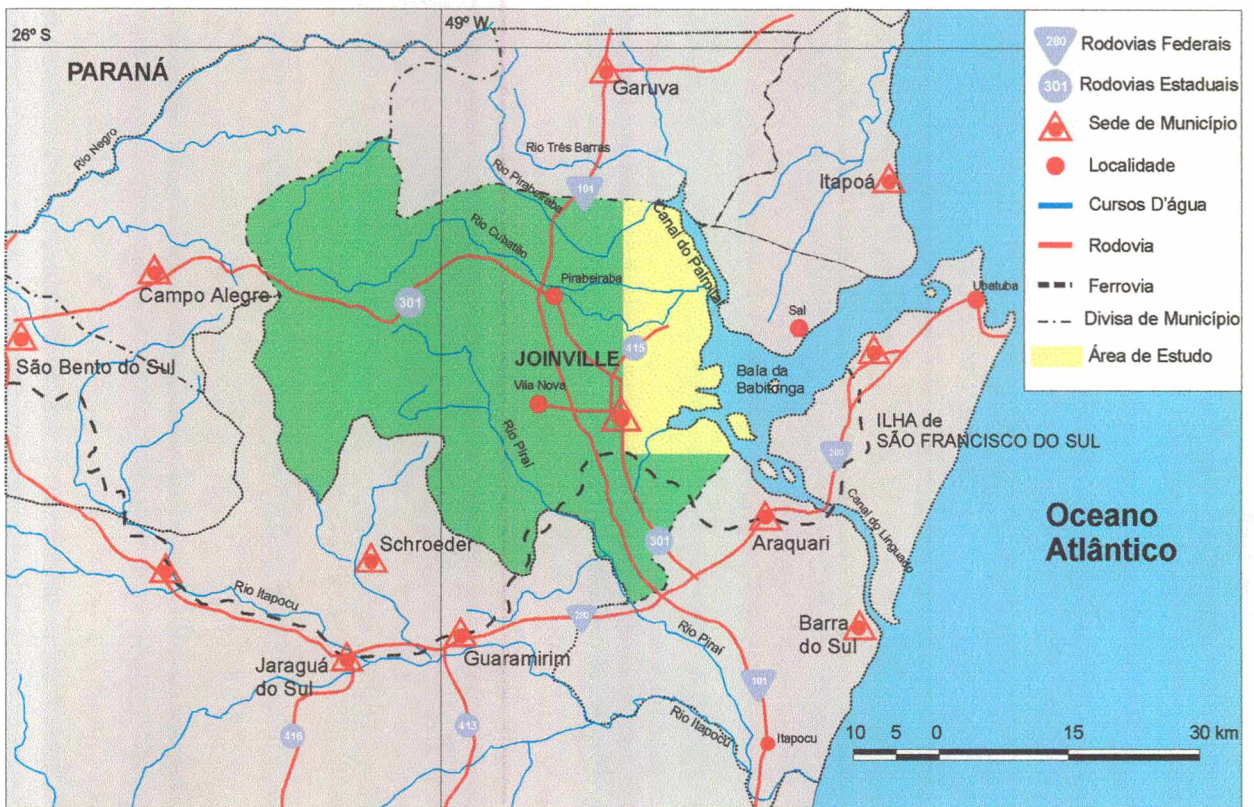 26º S
49º W
PARANÁ
Rio Negro
Garuva
Rio Três Barras
Rio Pirabeiraba
101
Itapoá
Canal do Palmital
Rio Cubatão
Pirabeiraba
Campo Alegre
301
Ubatuba
Sal
São Bento do Sul
JOINVILLE
415
Vila Nova
Baía da
Babitonga
Rio Piraí
ILHA de
SÃO FRANCISCO DO SUL
280
Canal do Linguado
Oceano
Atlântico
Schroeder
301
Araquari
Rio Itapocu
280
Barra
do Sul
Rio Piraí
Jaraguá
do Sul
Guaramirim
101
416
413
Rio Itapocu
Itapocu
280 Rodovias Federais
301 Rodovias Estaduais
Sede de Município
Localidade
Cursos D'água
Rodovia
Ferrovia
Divisa de Município
Área de Estudo
10 5 0 15 30 km